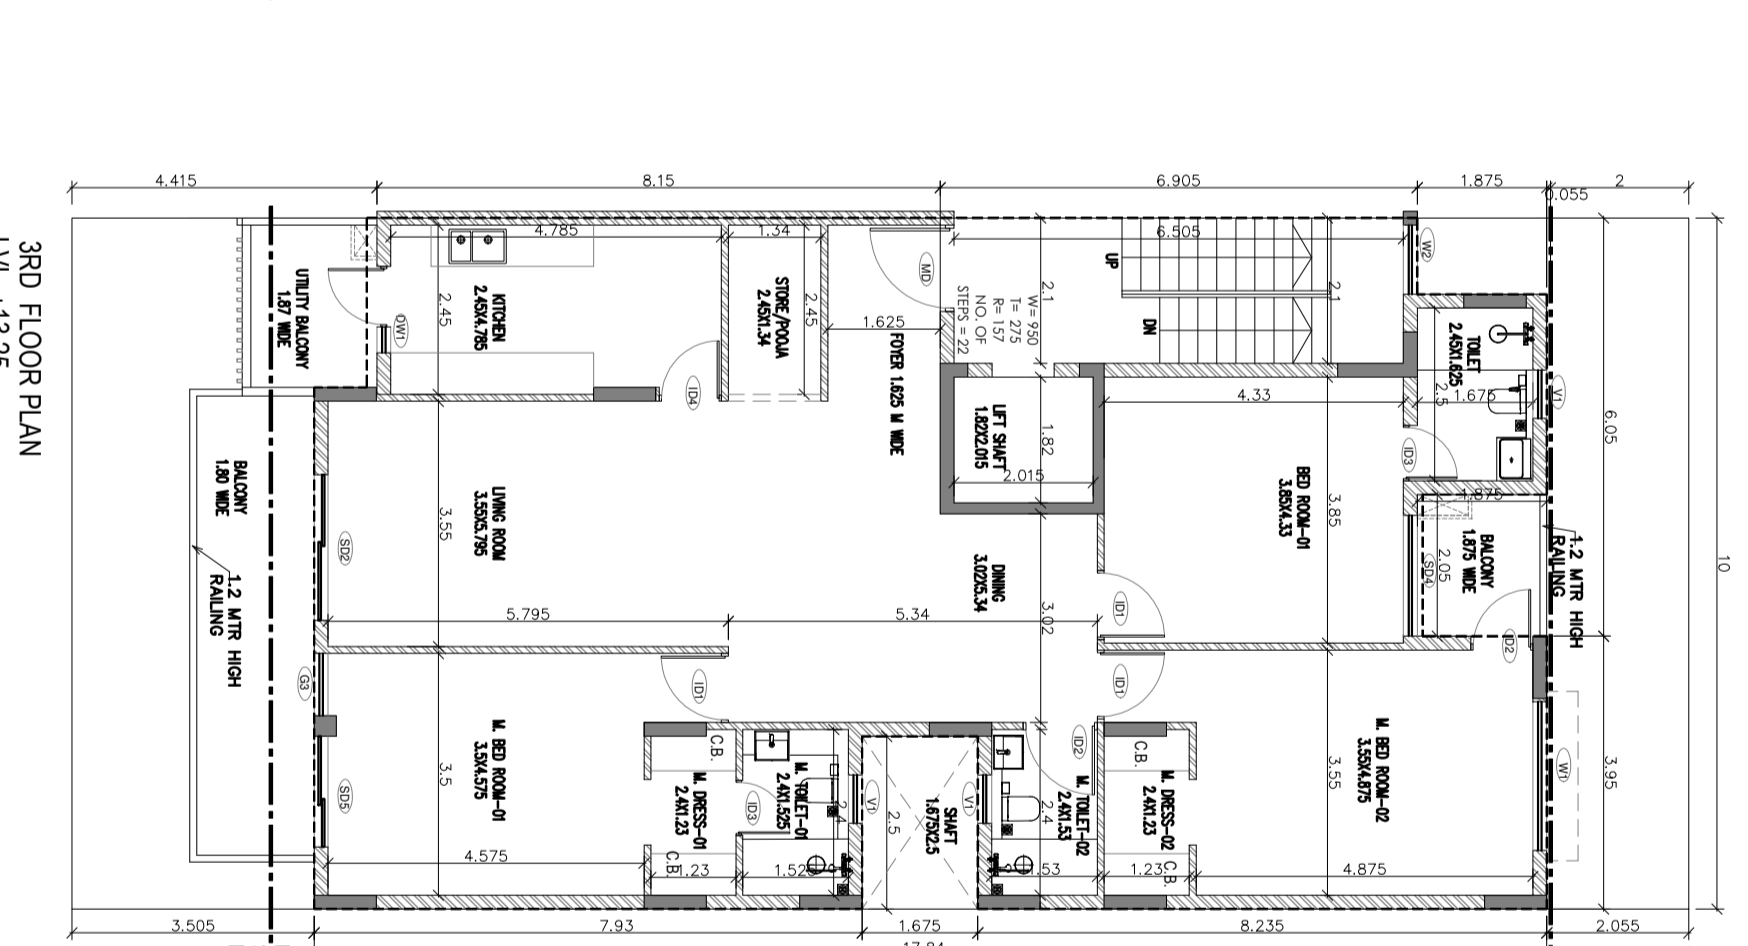 4.415
8.15
6.905
1.875
0.055
2
3RD FLOOR PLAN
UTILITY BALCONY
1.87 WIDE
DW1
KITCHEN
2.45X4.785
4.785
2.45
STORE/POOJA
2.45X1.34
1.34
2.45
MD
1.625
FOYER 1.625 M WIDE
2.1
W= 950
T= 275
R= 157
NO. OF
STEPS = 22
6.505
UP
DN
2.1
W2
TOILET
2.45X1.625
2.5
1.675
V1
ID3
6.05
10
ID4
LIFT SHAFT
1.82X2.015
1.82
2.015
4.33
BED ROOM-01
3.85X4.33
3.85
1.875
BALCONY
1.875 WIDE
SD4
2.05
1.2 MTR HIGH
RAILING
BALCONY
1.80 WIDE
1.2 MTR HIGH
RAILING
SD2
LIVING ROOM
3.55X5.795
3.55
5.795
5.34
DINING
3.02X5.34
3.02
ID1
ID1
ID1
D2
G3
SD5
M. BED ROOM-01
3.5X4.575
3.5
4.575
C.B.
M. DRESS-01
2.4X1.23
C.B.
1.23
ID3
M. TOILET-01
2.4X1.525
V1
2.5
SHAFT
1.675X2.5
V1
ID2
M. TOILET-02
2.4X1.53
2.4
C.B.
M. DRESS-02
2.4X1.23
1.23
C.B.
M. BED ROOM-02
3.55X4.875
3.55
4.875
W1
3.95
3.505
7.93
1.675
8.235
2.055